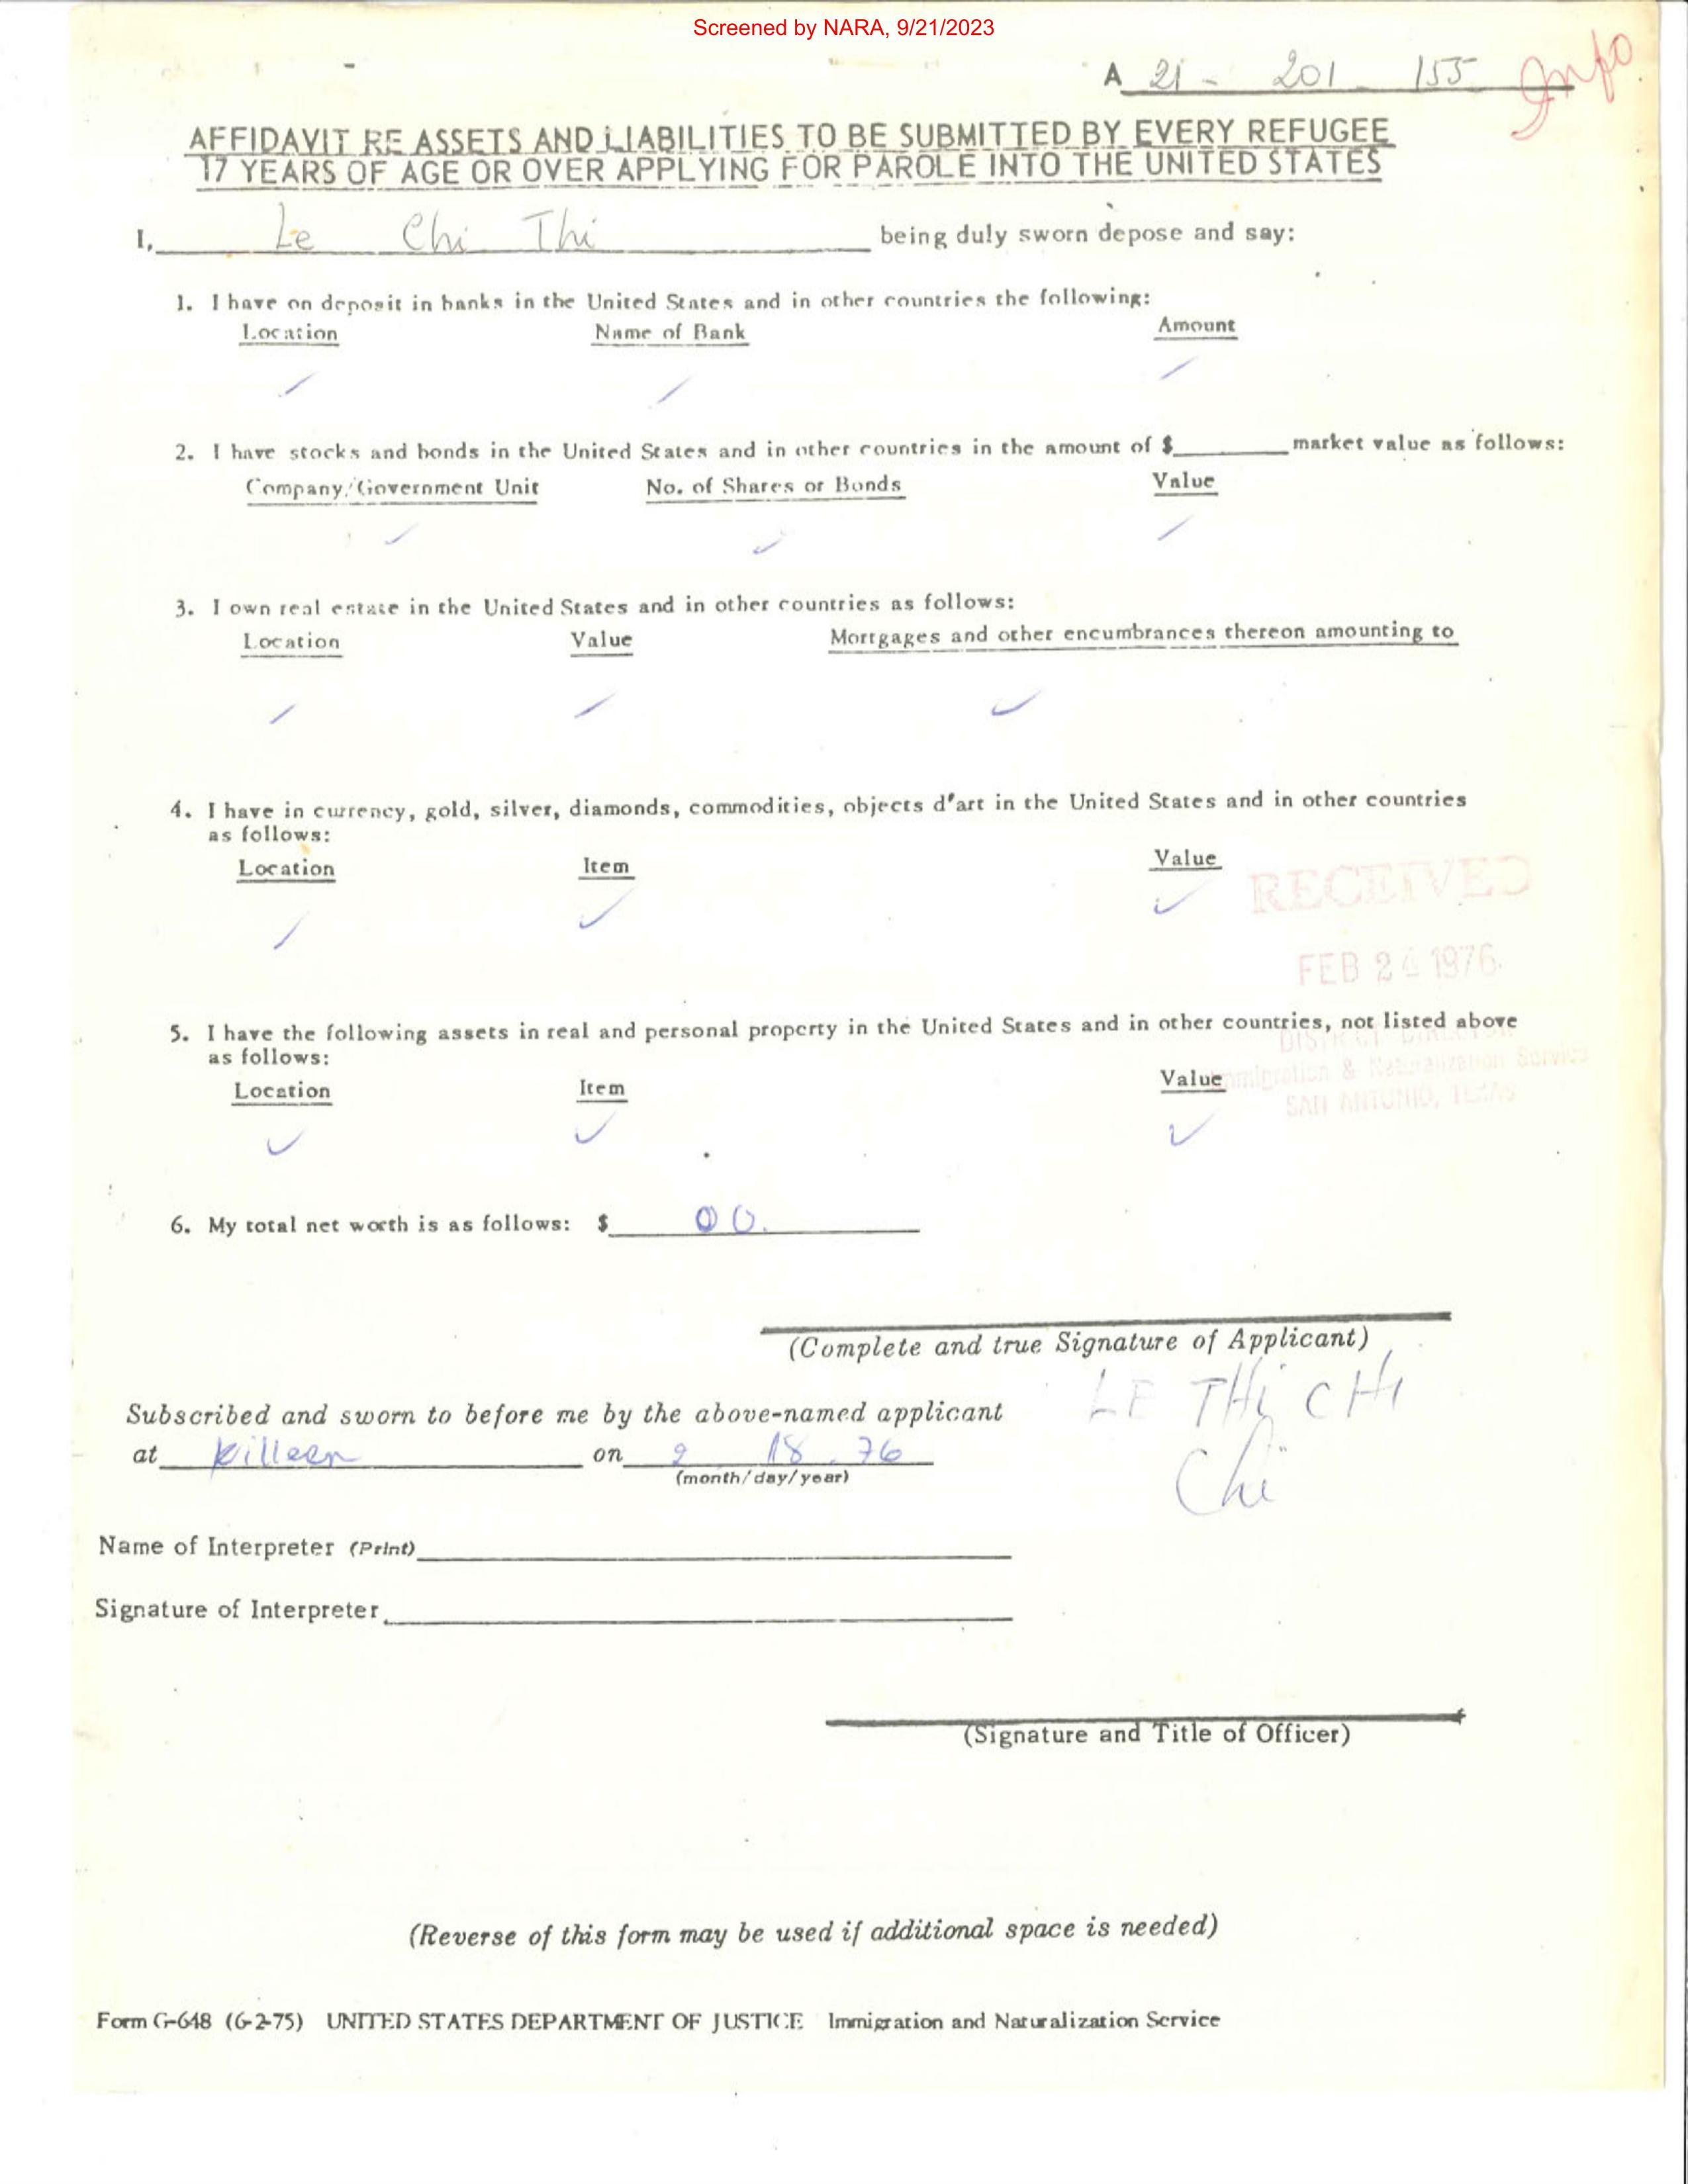 Screened by NARA, 9/21/2023
A 21 - 201 - 155 Info
AFFIDAVIT RE ASSETS AND LIABILITIES TO BE SUBMITTED BY EVERY REFUGEE
17 YEARS OF AGE OR OVER APPLYING FOR PAROLE INTO THE UNITED STATES
I, Le Chi Thi being duly sworn depose and say:
1. I have on deposit in banks in the United States and in other countries the following:
Location Name of Bank Amount
2. I have stocks and bonds in the United States and in other countries in the amount of $ market value as follows:
Company/Government Unit No. of Shares or Bonds Value
3. I own real estate in the United States and in other countries as follows:
Location Value Mortgages and other encumbrances thereon amounting to
4. I have in currency, gold, silver, diamonds, commodities, objects d'art in the United States and in other countries
as follows:
Location Item Value
RECEIVED
FEB 24 1976
5. I have the following assets in real and personal property in the United States and in other countries, not listed above
as follows:
DISTRICT DIRECTOR
Location Item Value
Immigration & Naturalization Service
SAN ANTONIO, TEXAS
6. My total net worth is as follows: $ 00.
(Complete and true Signature of Applicant)
LE THI CHI
Subscribed and sworn to before me by the above-named applicant
at Killeen on 2 18 . 76
(month/day/year)
Chi
Name of Interpreter (Print)
Signature of Interpreter
(Signature and Title of Officer)
(Reverse of this form may be used if additional space is needed)
Form G-648 (6-2-75) UNITED STATES DEPARTMENT OF JUSTICE Immigration and Naturalization Service